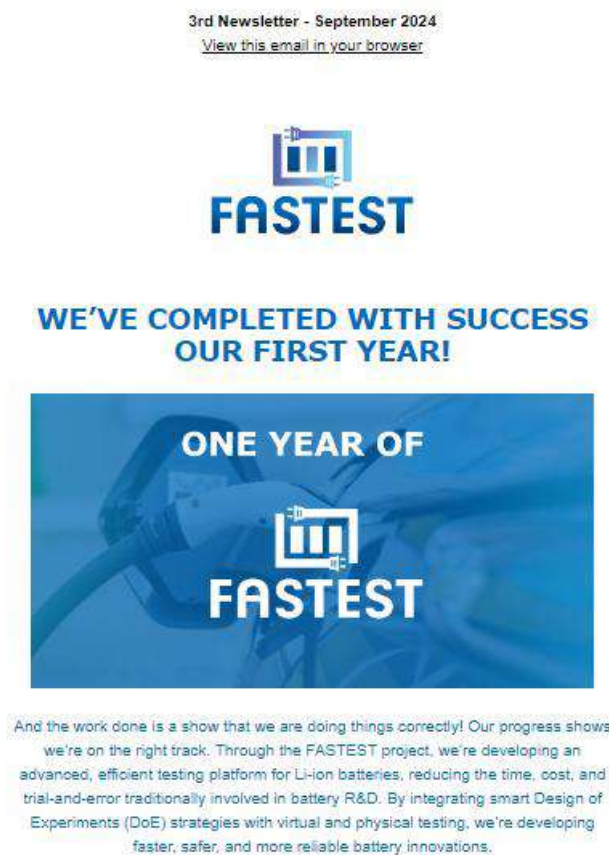 3rd Newsletter - September 2024
View this email in your browser
FASTEST
WE’VE COMPLETED WITH SUCCESS
OUR FIRST YEAR!
ONE YEAR OF
FASTEST
And the work done is a show that we are doing things correctly! Our progress shows
we’re on the right track. Through the FASTEST project, we’re developing an
advanced, efficient testing platform for Li-ion batteries, reducing the time, cost, and
trial-and-error traditionally involved in battery R&D. By integrating smart Design of
Experiments (DoE) strategies with virtual and physical testing, we’re developing
faster, safer, and more reliable battery innovations.